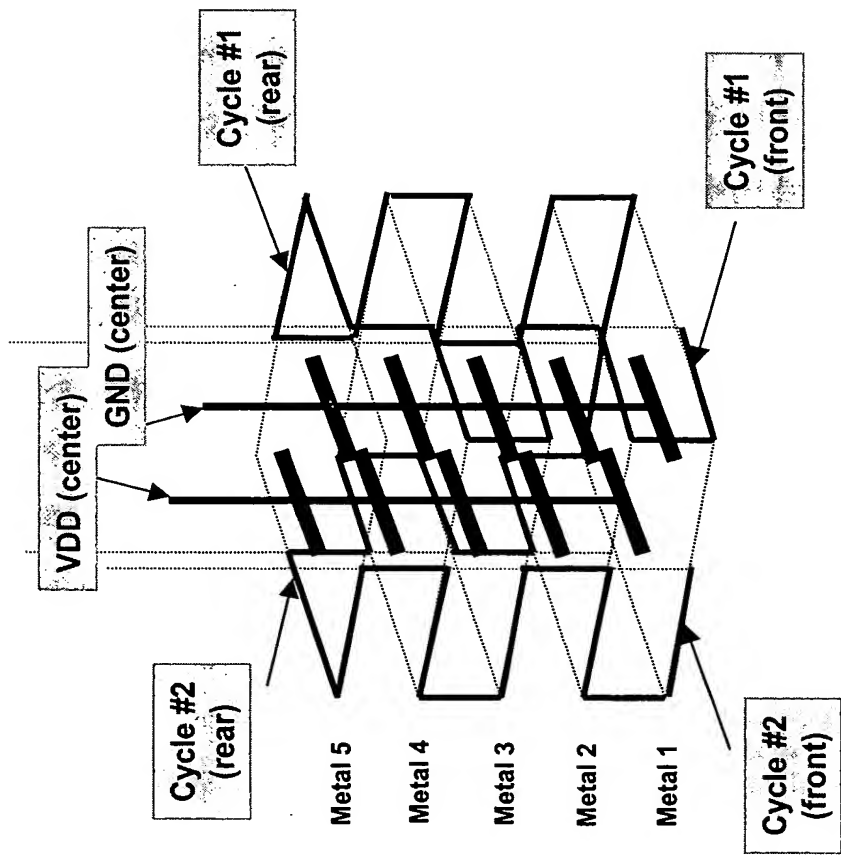 Cycle #1
(rear)
GND (center)
VDD (center)
Cycle #2
(rear)
Metal 5
Metal 4
Metal 3
Metal 2
Metal 1
Cycle #1
(front)
Cycle #2
(front)